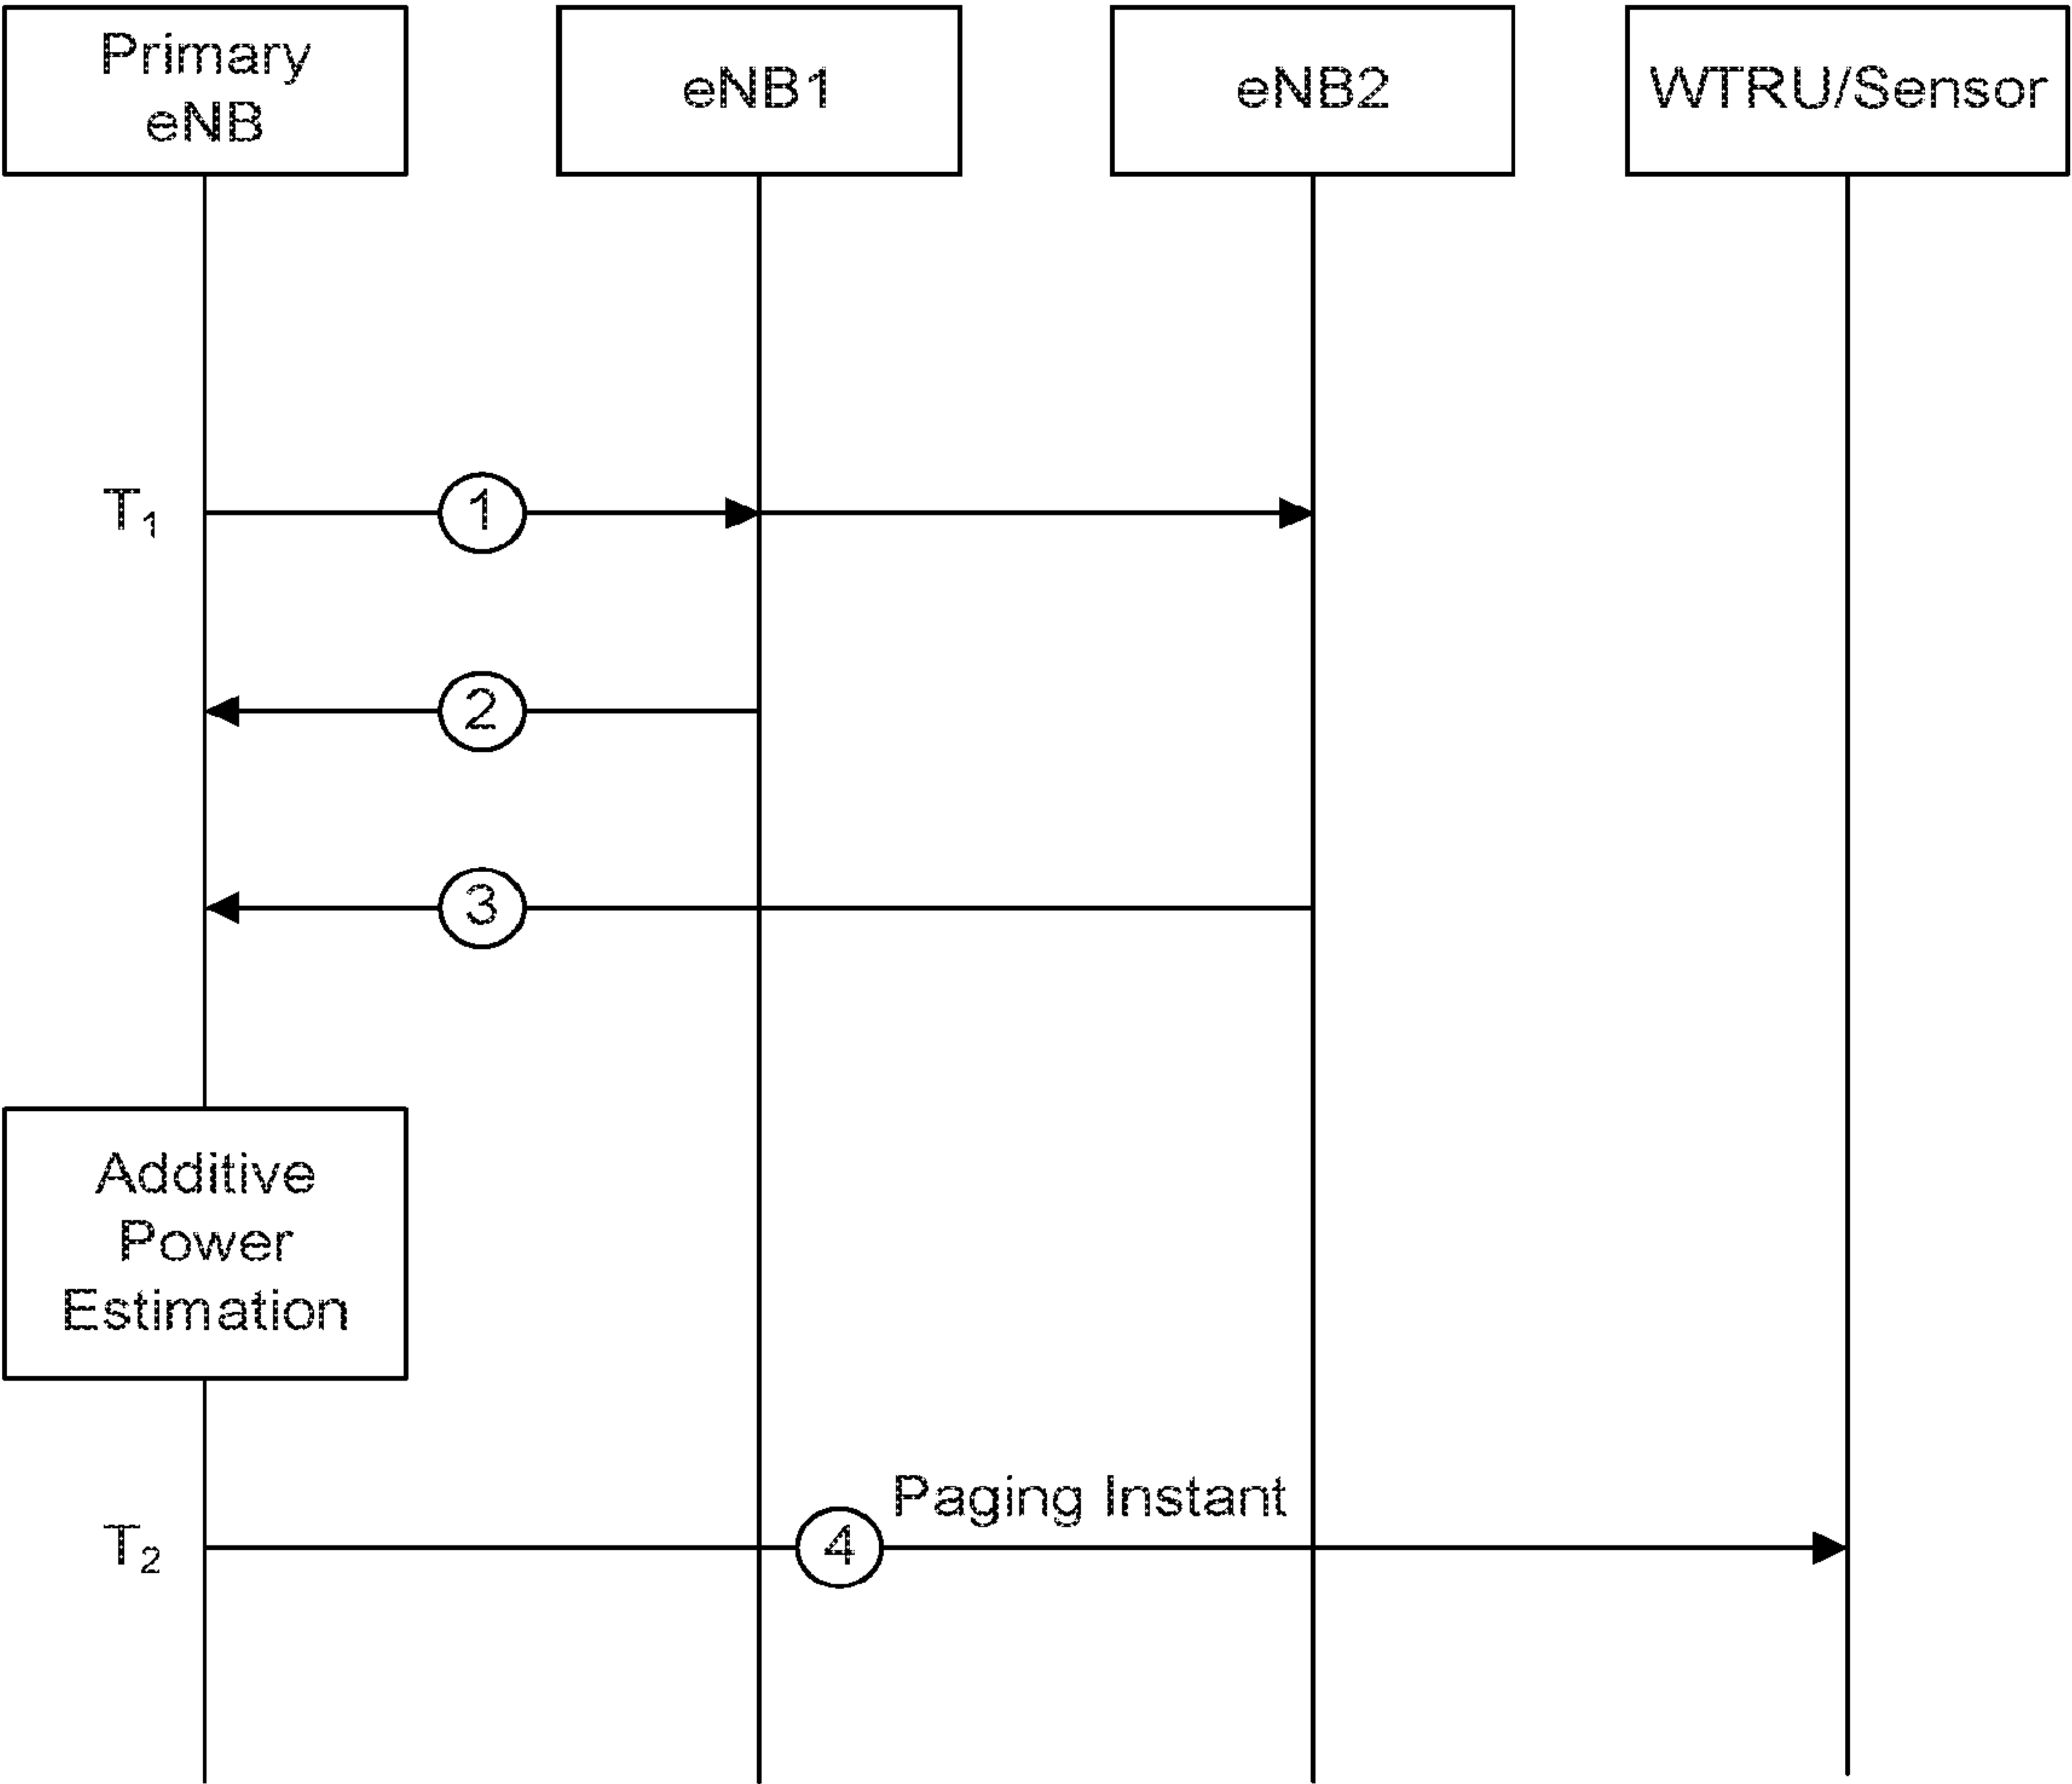 Primary
eNB
eNB1
eNB2
WTRU/Sensor
T1
1
2
3
Additive
Power
Estimation
Paging Instant
T2
4